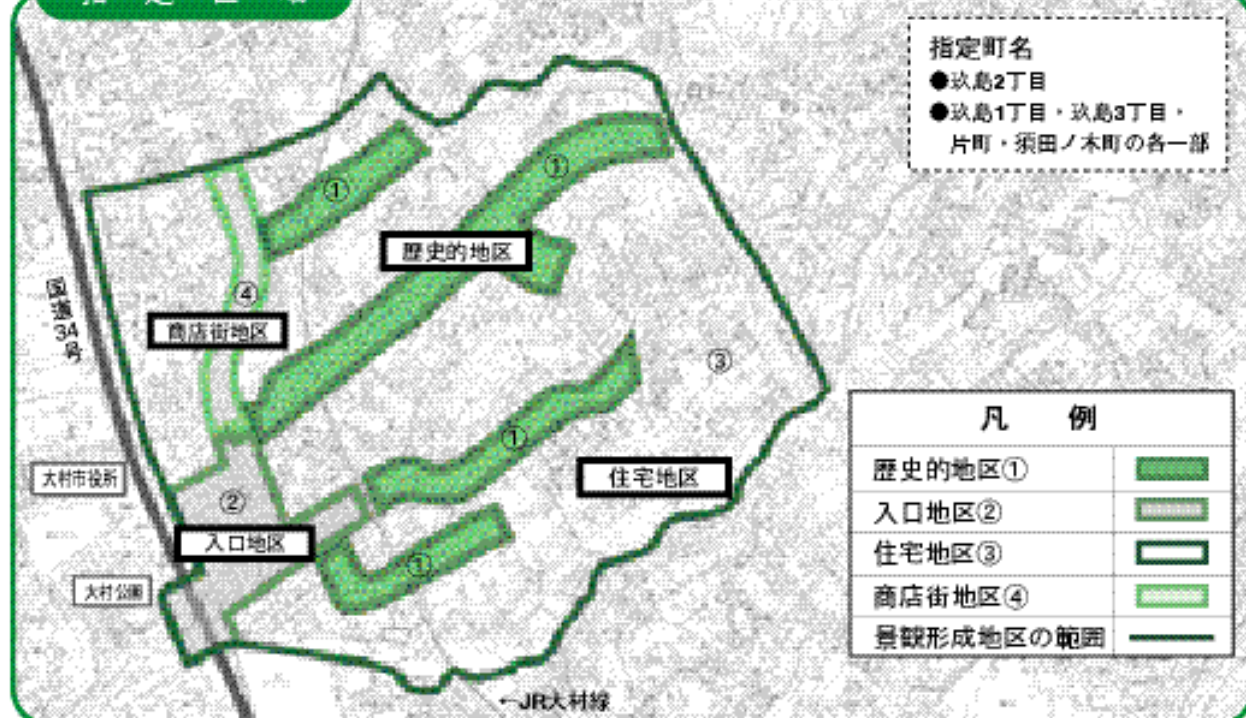 指定町名
●玖島2丁目
●玖島1丁目・玖島3丁目・
片町・須田ノ木町の各一部
①
①
歴史的地区
④
国道34号
商店街地区
③
①
住宅地区
大村市役所
②
入口地区
①
大村公園
←JR大村線
凡 例
歴史的地区①
入口地区②
住宅地区③
商店街地区④
景観形成地区の範囲